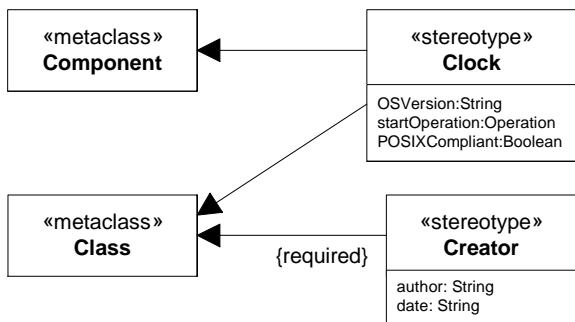 «metaclass»
Component
«stereotype»
Clock
OSVersion:String
startOperation:Operation
POSIXCompliant:Boolean
«metaclass»
Class
{required}
«stereotype»
Creator
author: String
date: String